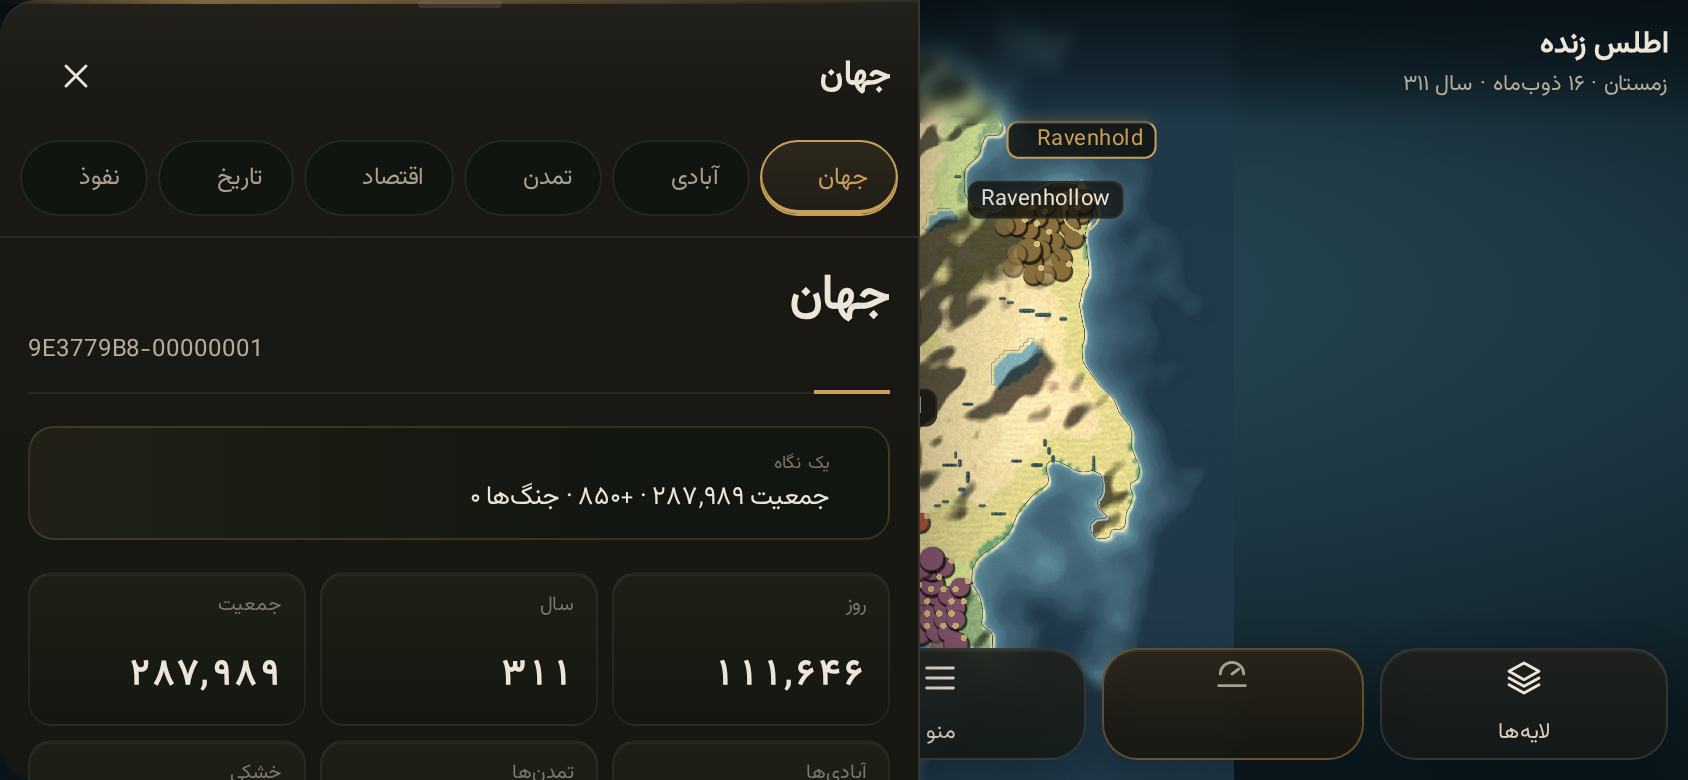 اطلس زنده
زمستان · ۱۶ ذوب‌ماه · سال ۳۱۱
جهان
جهان
آبادی
تمدن
اقتصاد
تاریخ
نفوذ
جهان
9E3779B8-00000001
یک نگاه
جمعیت ۲۸۷,۹۸۹ · +۸۵۰ · جنگ‌ها ۰
روز
سال
جمعیت
۱۱۱,۶۴۶
۳۱۱
۲۸۷,۹۸۹
آبادی‌ها
تمدن‌ها
خشکی
Ravenhold
Ravenhollow
لایه‌ها
منو